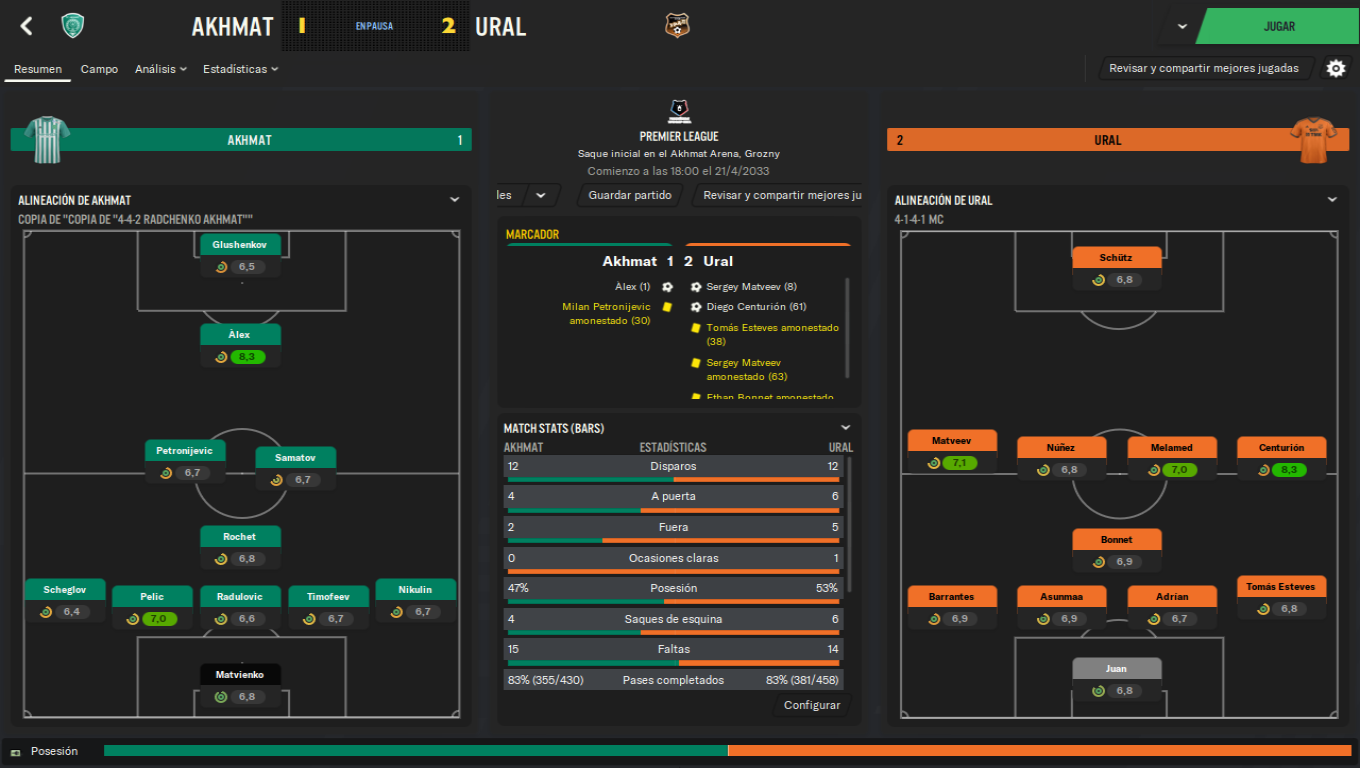 AKHMAT 1 EN PAUSA 2 URAL
JUGAR
Resumen Campo Análisis Estadísticas
Revisar y compartir mejores jugadas
AKHMAT 1
PREMIER LEAGUE
Saque inicial en el Akhmat Arena, Grozny
Comienzo a las 18:00 el 21/4/2033
les Guardar partido Revisar y compartir mejores ju
2 URAL
ALINEACIÓN DE AKHMAT
COPIA DE "COPIA DE "4-4-2 RADCHENKO AKHMAT""
Glushenkov
6,5
Àlex
8,3
Petronijevic
6,7
Samatov
6,7
Rochet
6,8
Scheglov
6,4
Pelic
7,0
Radulovic
6,6
Timofeev
6,7
Nikulin
6,7
Matvienko
6,8
MARCADOR
Akhmat 1 2 Ural
Àlex (1)
Milan Petronijevic
amonestado (30)
Sergey Matveev (8)
Diego Centurión (61)
Tomás Esteves amonestado
(38)
Sergey Matveev
amonestado (63)
Ethan Bonnet amonestado
MATCH STATS (BARS)
AKHMAT ESTADÍSTICAS URAL
12 Disparos 12
4 A puerta 6
2 Fuera 5
0 Ocasiones claras 1
47% Posesión 53%
4 Saques de esquina 6
15 Faltas 14
83% (355/430) Pases completados 83% (381/458)
Configurar
ALINEACIÓN DE URAL
4-1-4-1 MC
Schütz
6,8
Matveev
7,1
Núñez
6,8
Melamed
7,0
Centurión
8,3
Bonnet
6,9
Barrantes
6,9
Asunmaa
6,9
Adrían
6,7
Tomás Esteves
6,8
Juan
6,8
Posesión